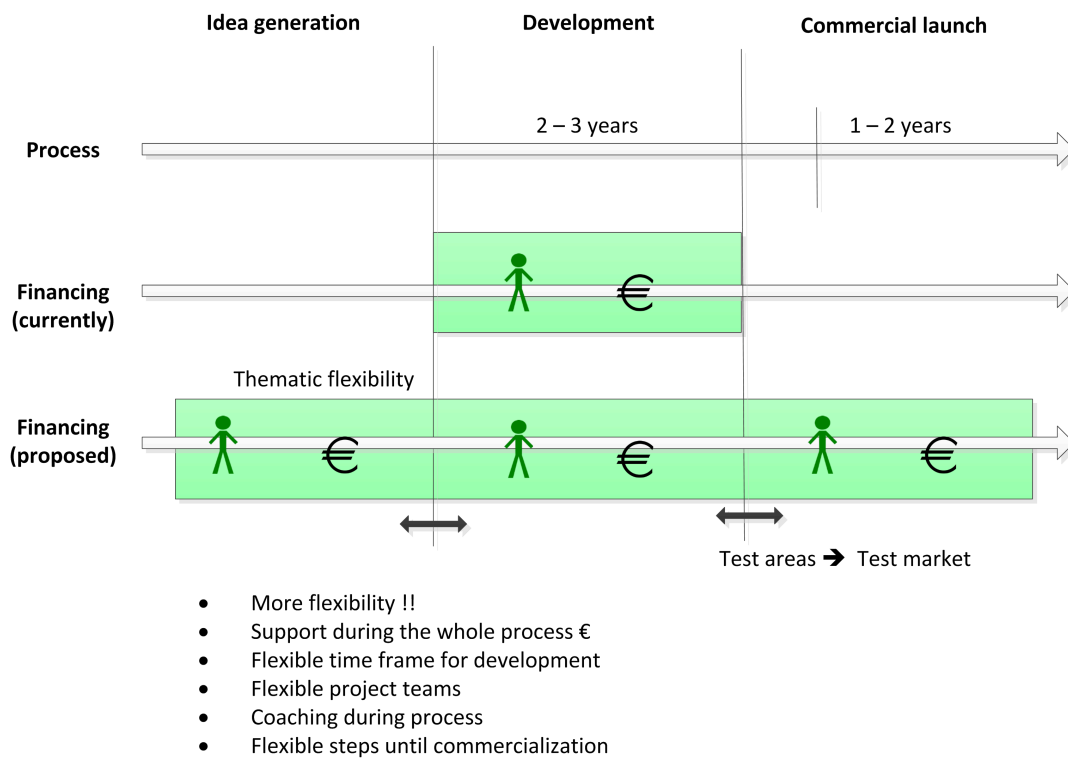 Idea generation
Development
Commercial launch
2 – 3 years
1 – 2 years
Process
€
Financing
(currently)
Thematic flexibility
Financing
(proposed)
€
€
€
Test areas ➔ Test market
• More flexibility !!
• Support during the whole process €
• Flexible time frame for development
• Flexible project teams
• Coaching during process
• Flexible steps until commercialization